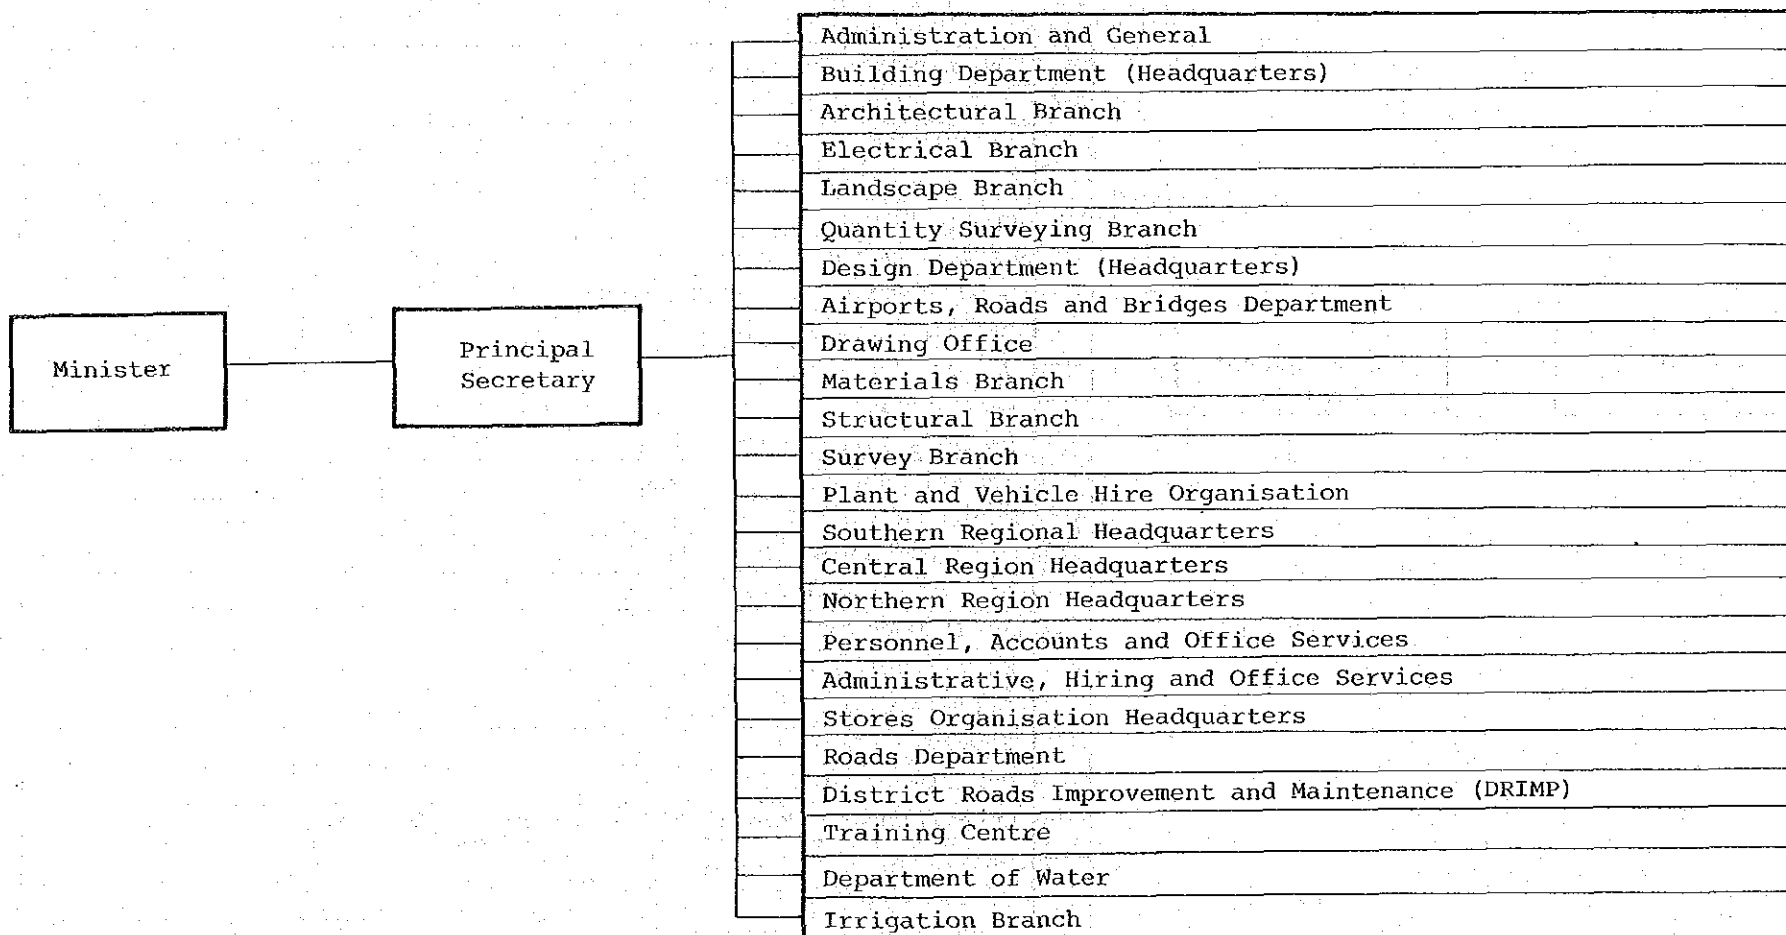 Minister
Principal
Secretary
Administration and General
Building Department (Headquarters)
Architectural Branch
Electrical Branch
Landscape Branch
Quantity Surveying Branch
Design Department (Headquarters)
Airports, Roads and Bridges Department
Drawing Office
Materials Branch
Structural Branch
Survey Branch
Plant and Vehicle Hire Organisation
Southern Regional Headquarters
Central Region Headquarters
Northern Region Headquarters
Personnel, Accounts and Office Services
Administrative, Hiring and Office Services
Stores Organisation Headquarters
Roads Department
District Roads Improvement and Maintenance (DRIMP)
Training Centre
Department of Water
Irrigation Branch